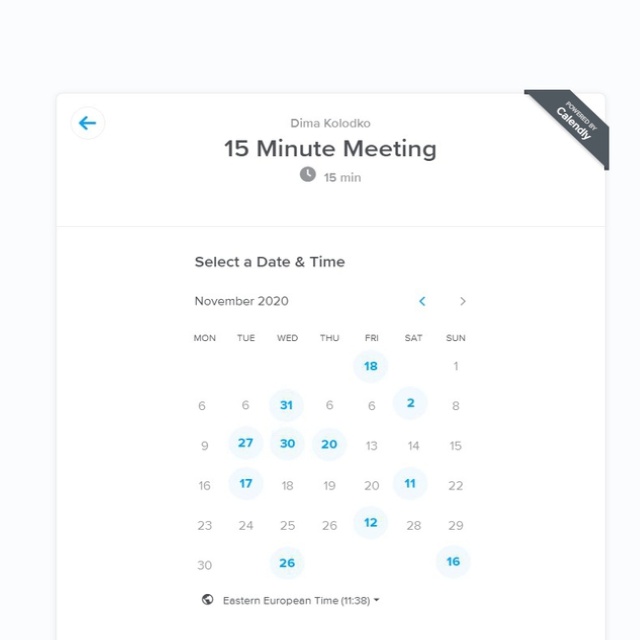 POWERED BY
Calendly
Dima Kolodko
15 Minute Meeting
15 min
Select a Date & Time
November 2020
MON TUE WED THU FRI SAT SUN
18 1
6 6 31 6 6 2 8
9 27 30 20 13 14 15
16 17 18 19 20 11 22
23 24 25 26 12 28 29
30 26 16
Eastern European Time (11:38)